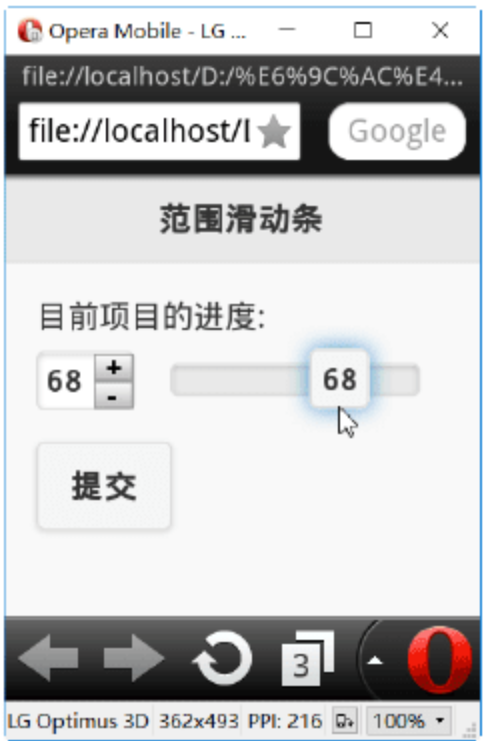 Opera Mobile - LG ...
file://localhost/D:/%E6%9C%AC%E4...
file://localhost/l Google
范围滑动条
目前项目的进度:
68 + - 68
提交
3
LG Optimus 3D 362x493 PPI: 216 100%